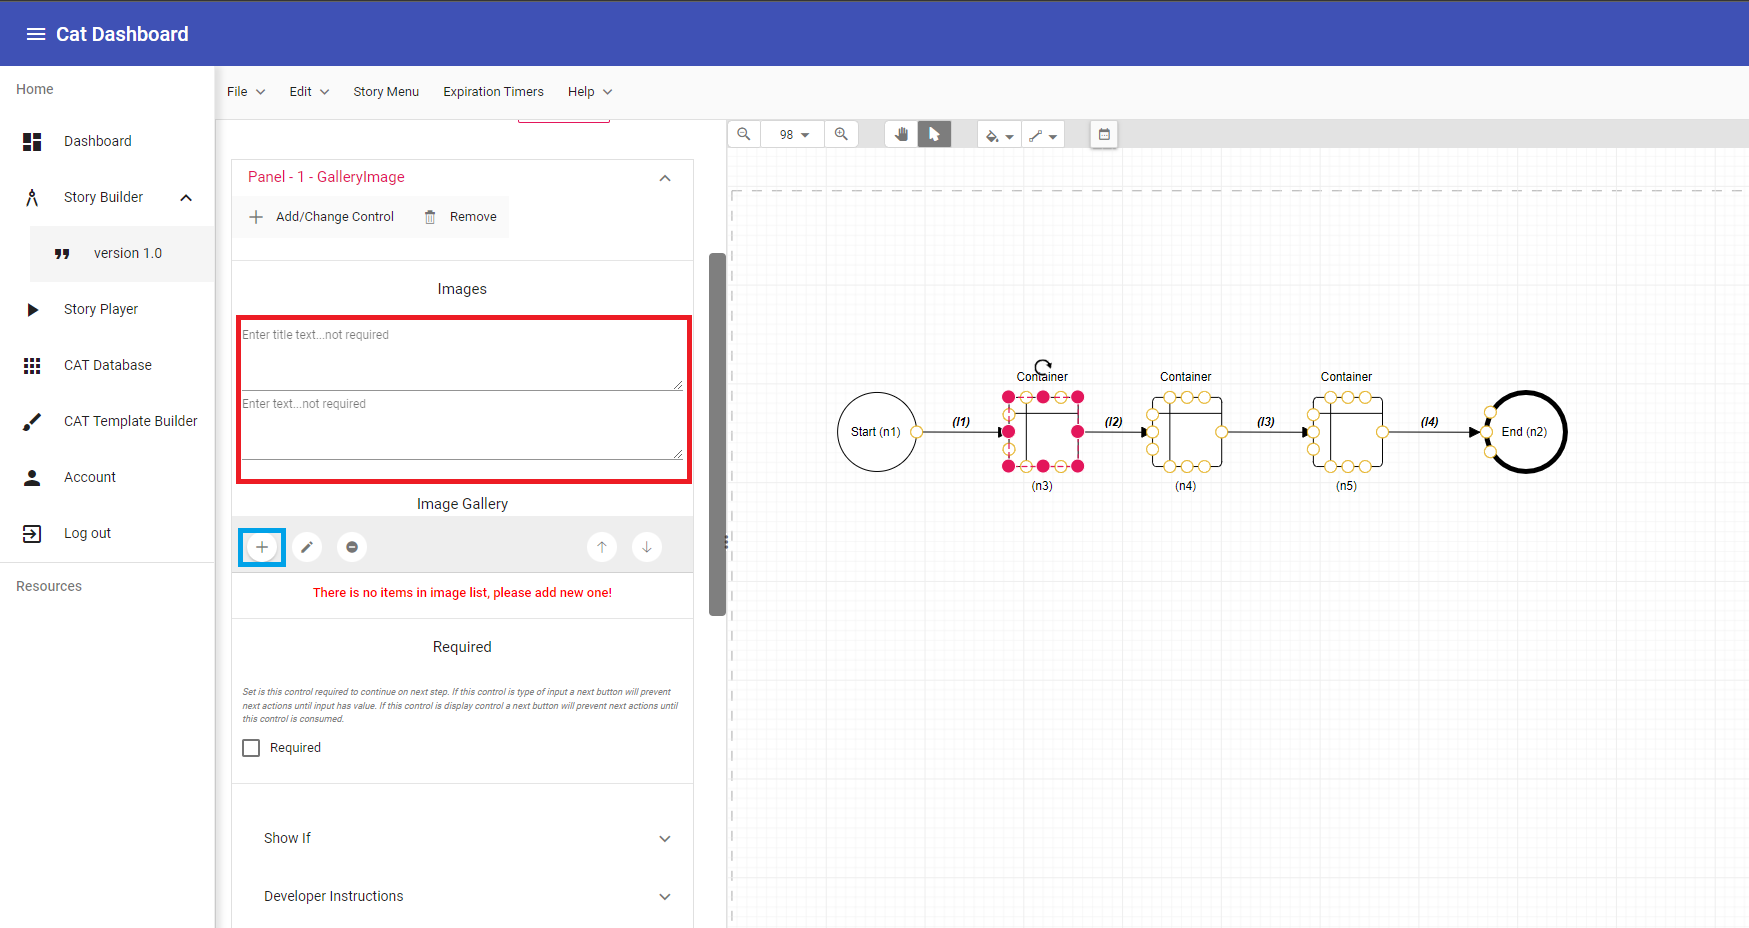 Cat Dashboard
Home
Dashboard
Story Builder
version 1.0
Story Player
CAT Database
CAT Template Builder
Account
Log out
Resources
File
Edit
Story Menu
Expiration Timers
Help
Panel - 1 - GalleryImage
Add/Change Control
Remove
Images
Enter title text...not required
Enter text...not required
Image Gallery
There is no items in image list, please add new one!
Required
Set is this control required to continue on next step. If this control is type of input a next button will prevent
next actions until input has value. If this control is display control a next button will prevent next actions until
this control is consumed.
Required
Show If
Developer Instructions
98
Container
Container
Container
Start (n1)
(l1)
(l2)
(l3)
(l4)
End (n2)
(n3)
(n4)
(n5)